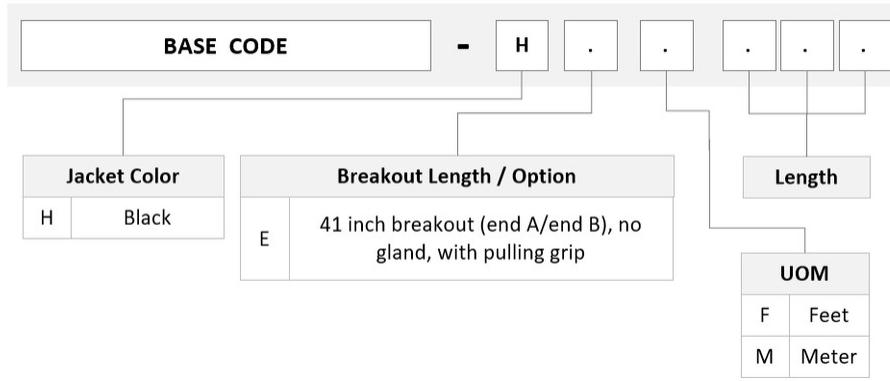 BASE CODE - H . . . . .
Jacket Color
H Black
Breakout Length / Option
E 41 inch breakout (end A/end B), no
gland, with pulling grip
Length
UOM
F Feet
M Meter